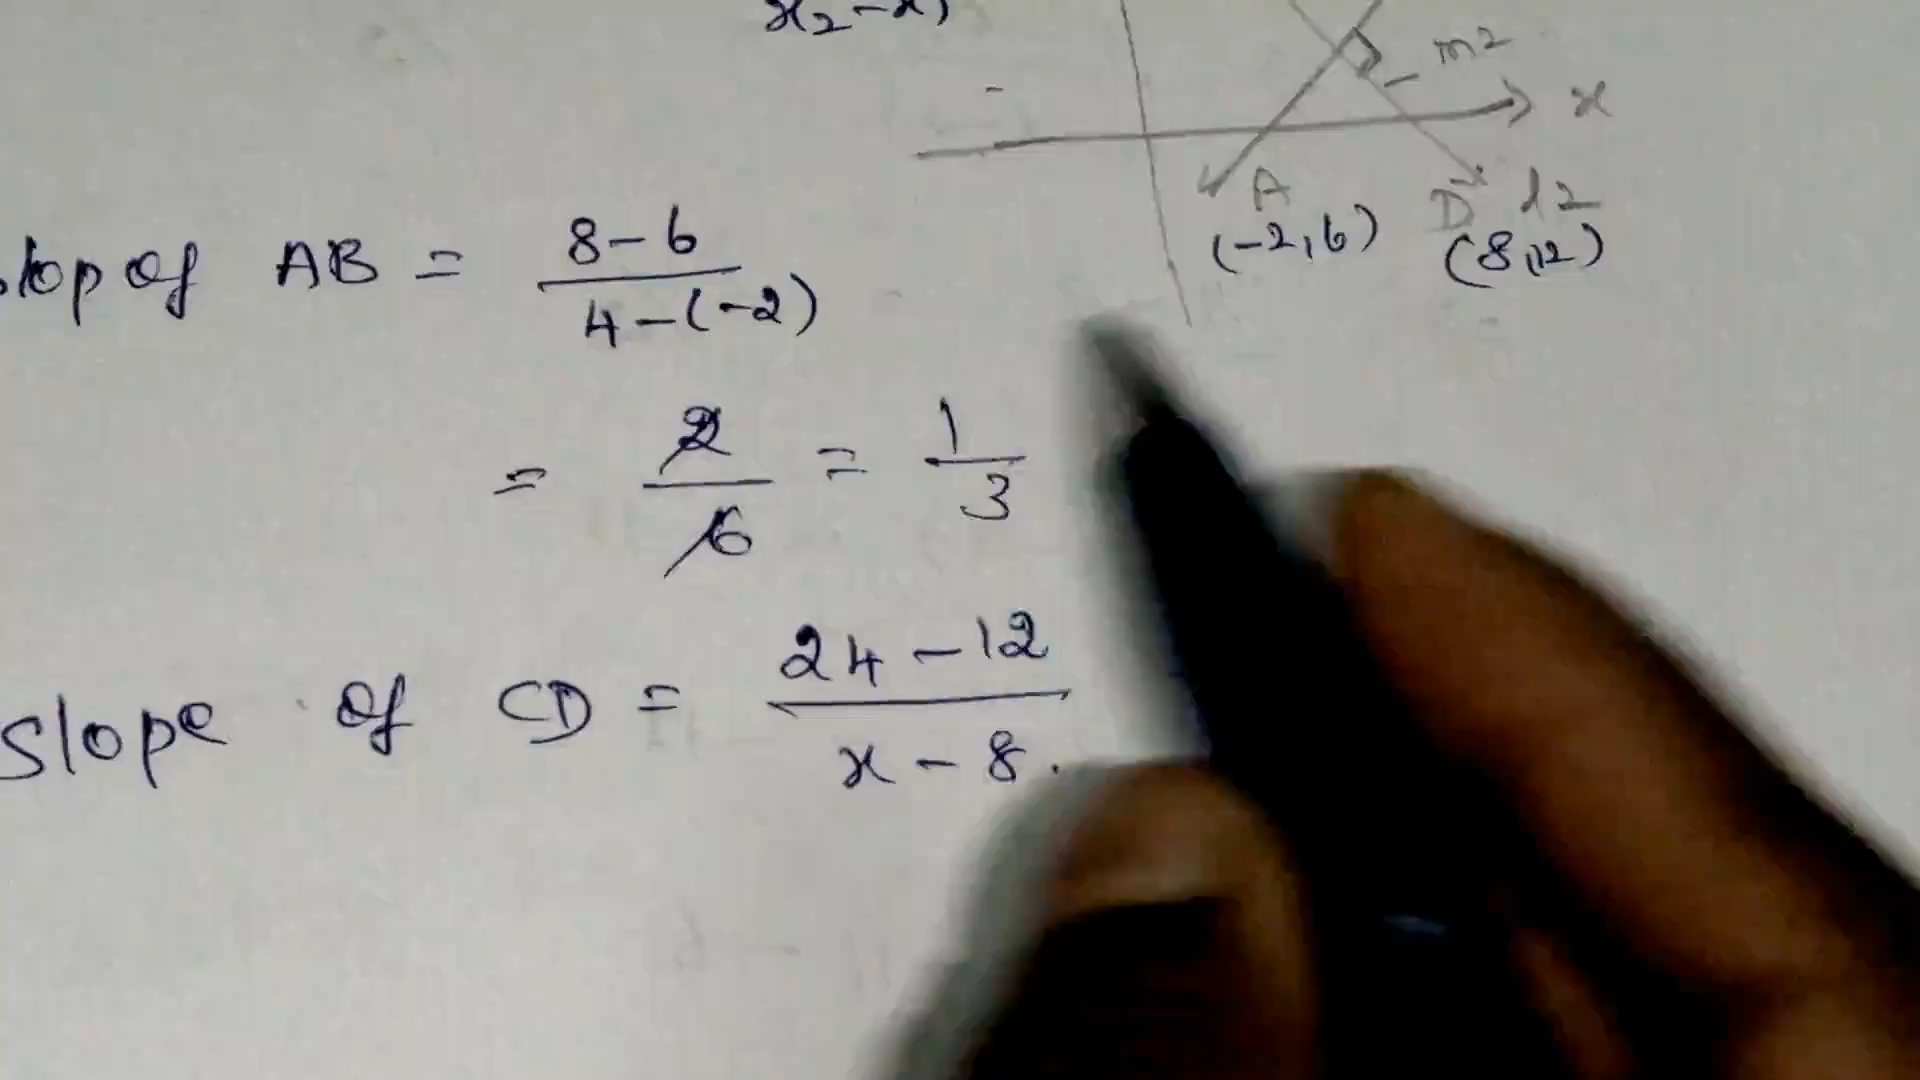 x2-x1
m2
x
A
D l2
(-2,6) (8,12)
slop of AB = 8-6 / 4-(-2)
= 2/6 = 1/3
slope of CD = 24-12 / x-8.